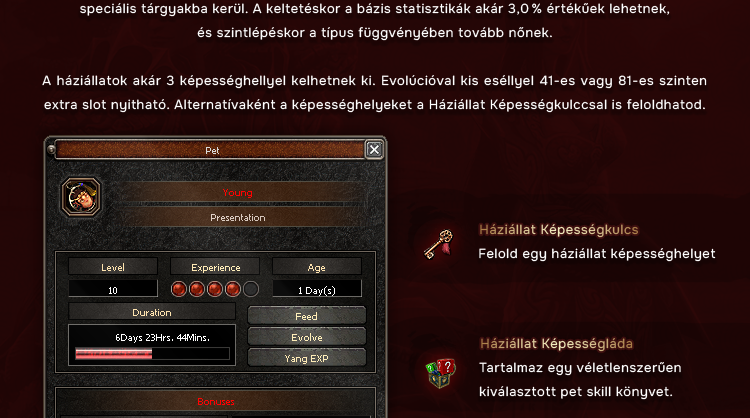 speciális tárgyakba kerül. A keltetéskor a bázis statisztikák akár 3,0 % értékűek lehetnek,
és szintlépéskor a típus függvényében tovább nőnek.
A háziállatok akár 3 képességhellyel kelhetnek ki. Evolúcióval kis eséllyel 41-es vagy 81-es szinten
extra slot nyitható. Alternatívaként a képességhelyeket a Háziállat Képességkulccsal is feloldhatod.
Pet
Young
Presentation
Level
Experience
Age
10
1 Day(s)
Duration
6Days 23Hrs. 44Mins.
Feed
Evolve
Yang EXP
Bonuses
Háziállat Képességkulcs
Felold egy háziállat képességhelyet
Háziállat Képességláda
Tartalmaz egy véletlenszerűen
kiválasztott pet skill könyvet.